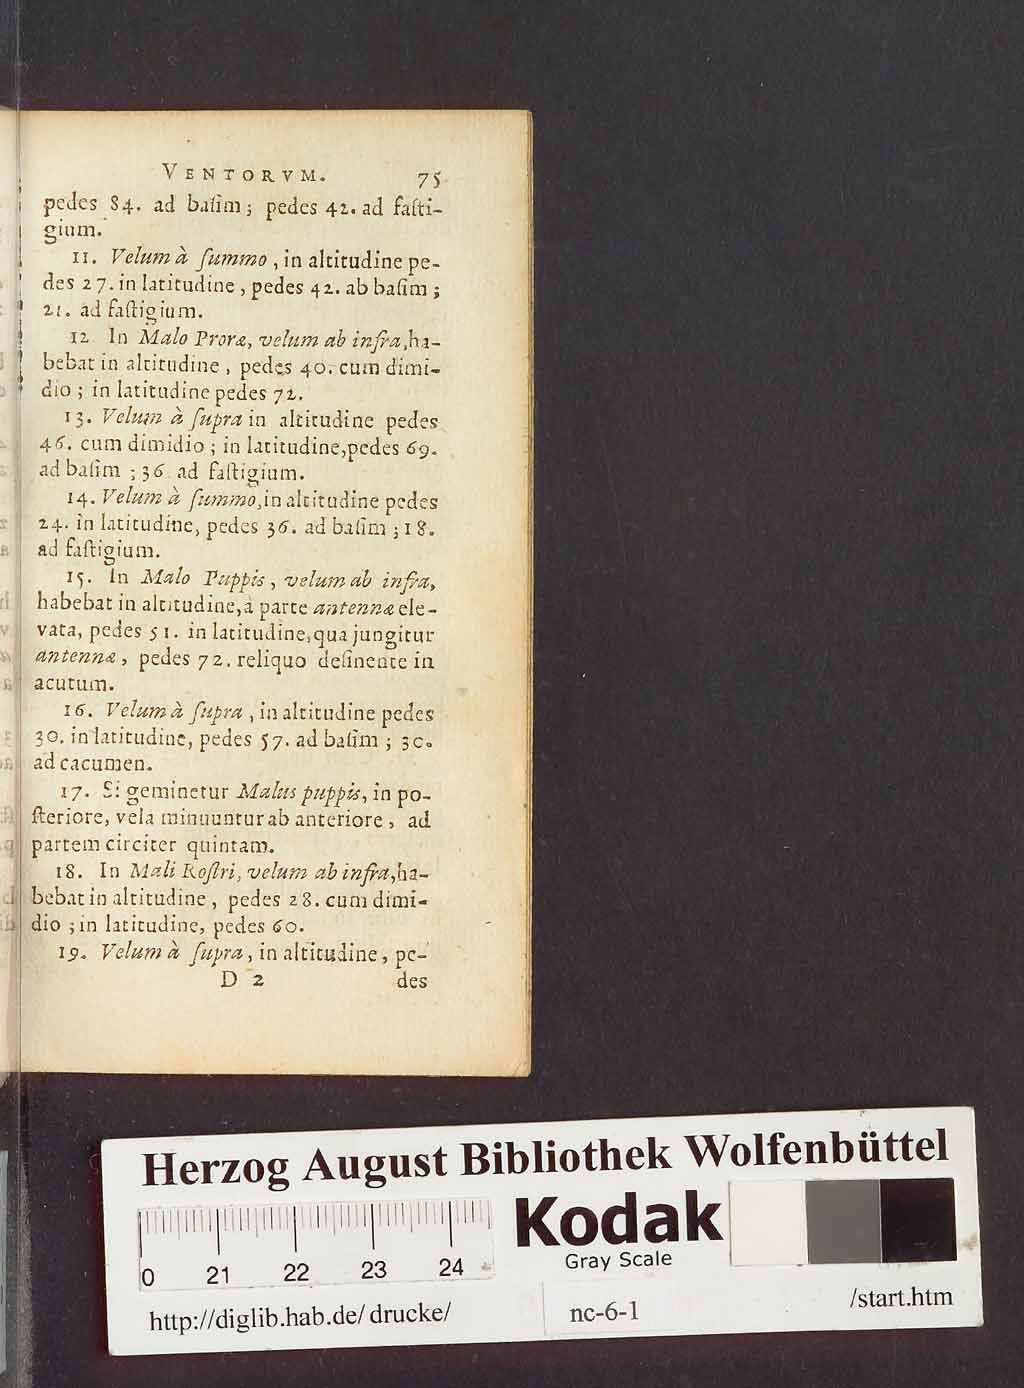 VENTORVM. 75
pedes 84. ad baſim; pedes 42. ad faſti-
gium.
11. Velum à ſummo, in altitudine pe-
des 27. in latitudine, pedes 42. ab baſim;
21. ad faſtigium.
12 In Malo Proræ, velum ab infra, ha-
bebat in altitudine, pedes 40. cum dimi-
dio; in latitudine pedes 72.
13. Velum à ſupra in altitudine pedes
46. cum dimidio; in latitudine, pedes 69.
ad baſim; 36 ad faſtigium.
14. Velum à ſummo, in altitudine pedes
24. in latitudine, pedes 36. ad baſim; 18.
ad faſtigium.
15. In Malo Puppis, velum ab infra,
habebat in altitudine, à parte antennæ ele-
vata, pedes 51. in latitudine, qua jungitur
antennæ, pedes 72. reliquo deſinente in
acutum.
16. Velum à ſupra, in altitudine pedes
30. in latitudine, pedes 57. ad baſim; 30.
ad cacumen.
17. Si geminetur Malus puppis, in po-
ſteriore, vela minuuntur ab anteriore, ad
partem circiter quintam.
18. In Mali Roſtri, velum ab infra, ha-
bebat in altitudine, pedes 28. cum dimi-
dio; in latitudine, pedes 60.
19. Velum à ſupra, in altitudine, pe-
D 2 des
Herzog August Bibliothek Wolfenbüttel
Kodak
Gray Scale
0 21 22 23 24
http://diglib.hab.de/drucke/ nc-6-1 /start.htm